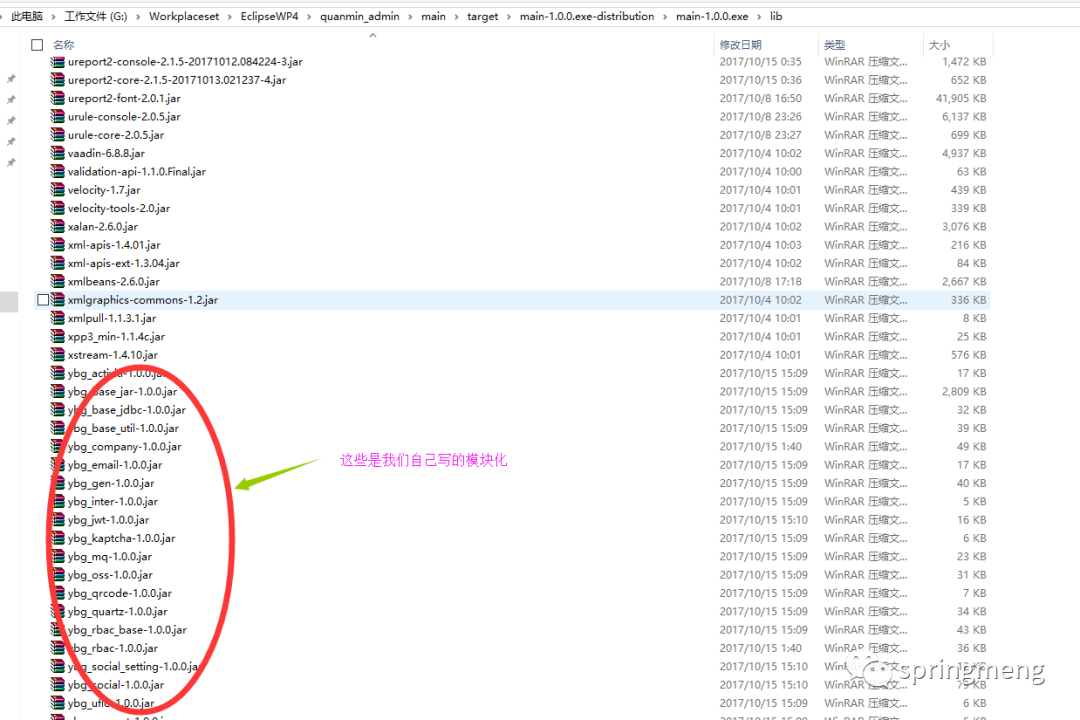 此电脑 › 工作文件 (G:) › Workplaceset › EclipseWP4 › quanmin_admin › main › target › main-1.0.0.exe-distribution › main-1.0.0.exe › lib
名称 修改日期 类型 大小
ureport2-console-2.1.5-20171012.084224-3.jar 2017/10/15 0:35 WinRAR 压缩文... 1,472 KB
ureport2-core-2.1.5-20171013.021237-4.jar 2017/10/15 0:36 WinRAR 压缩文... 652 KB
ureport2-font-2.0.1.jar 2017/10/8 16:50 WinRAR 压缩文... 41,905 KB
urule-console-2.0.5.jar 2017/10/8 23:26 WinRAR 压缩文... 6,137 KB
urule-core-2.0.5.jar 2017/10/8 23:27 WinRAR 压缩文... 699 KB
vaadin-6.8.8.jar 2017/10/4 10:02 WinRAR 压缩文... 4,937 KB
validation-api-1.1.0.Final.jar 2017/10/4 10:00 WinRAR 压缩文... 63 KB
velocity-1.7.jar 2017/10/4 10:01 WinRAR 压缩文... 439 KB
velocity-tools-2.0.jar 2017/10/4 10:01 WinRAR 压缩文... 339 KB
xalan-2.6.0.jar 2017/10/4 10:02 WinRAR 压缩文... 3,076 KB
xml-apis-1.4.01.jar 2017/10/4 10:03 WinRAR 压缩文... 216 KB
xml-apis-ext-1.3.04.jar 2017/10/4 10:02 WinRAR 压缩文... 84 KB
xmlbeans-2.6.0.jar 2017/10/8 17:18 WinRAR 压缩文... 2,667 KB
xmlgraphics-commons-1.2.jar 2017/10/4 10:02 WinRAR 压缩文... 336 KB
xmlpull-1.1.3.1.jar 2017/10/4 10:01 WinRAR 压缩文... 8 KB
xpp3_min-1.1.4c.jar 2017/10/4 10:01 WinRAR 压缩文... 25 KB
xstream-1.4.10.jar 2017/10/4 10:01 WinRAR 压缩文... 576 KB
2017/10/15 15:09 WinRAR 压缩文... 17 KB
ybg_base_jar-1.0.0.jar 2017/10/15 15:09 WinRAR 压缩文... 2,809 KB
ybg_base_jdbc-1.0.0.jar 2017/10/15 15:09 WinRAR 压缩文... 32 KB
ybg_base_util-1.0.0.jar 2017/10/15 15:09 WinRAR 压缩文... 39 KB
ybg_company-1.0.0.jar 2017/10/15 1:40 WinRAR 压缩文... 49 KB
ybg_email-1.0.0.jar 2017/10/15 15:09 WinRAR 压缩文... 17 KB
这些是我们自己写的模块化
ybg_gen-1.0.0.jar 2017/10/15 15:09 WinRAR 压缩文... 40 KB
ybg_inter-1.0.0.jar 2017/10/15 15:09 WinRAR 压缩文... 5 KB
ybg_jwt-1.0.0.jar 2017/10/15 15:10 WinRAR 压缩文... 16 KB
ybg_kaptcha-1.0.0.jar 2017/10/15 15:09 WinRAR 压缩文... 6 KB
ybg_mq-1.0.0.jar 2017/10/15 15:09 WinRAR 压缩文... 23 KB
ybg_oss-1.0.0.jar 2017/10/15 15:09 WinRAR 压缩文... 31 KB
ybg_qrcode-1.0.0.jar 2017/10/15 15:09 WinRAR 压缩文... 7 KB
ybg_quartz-1.0.0.jar 2017/10/15 15:09 WinRAR 压缩文... 34 KB
ybg_rbac_base-1.0.0.jar 2017/10/15 15:09 WinRAR 压缩文... 43 KB
ybg_rbac-1.0.0.jar 2017/10/15 1:40 WinRAR 压缩文... 36 KB
ybg_social_setting-1.0.0.jar 2017/10/15 15:10 KB
springmeng
ybg_social-1.0.0.jar 2017/10/15 15:10 WinRAR 压缩文... KB
2017/10/15 15:09 WinRAR 压缩文... 6 KB